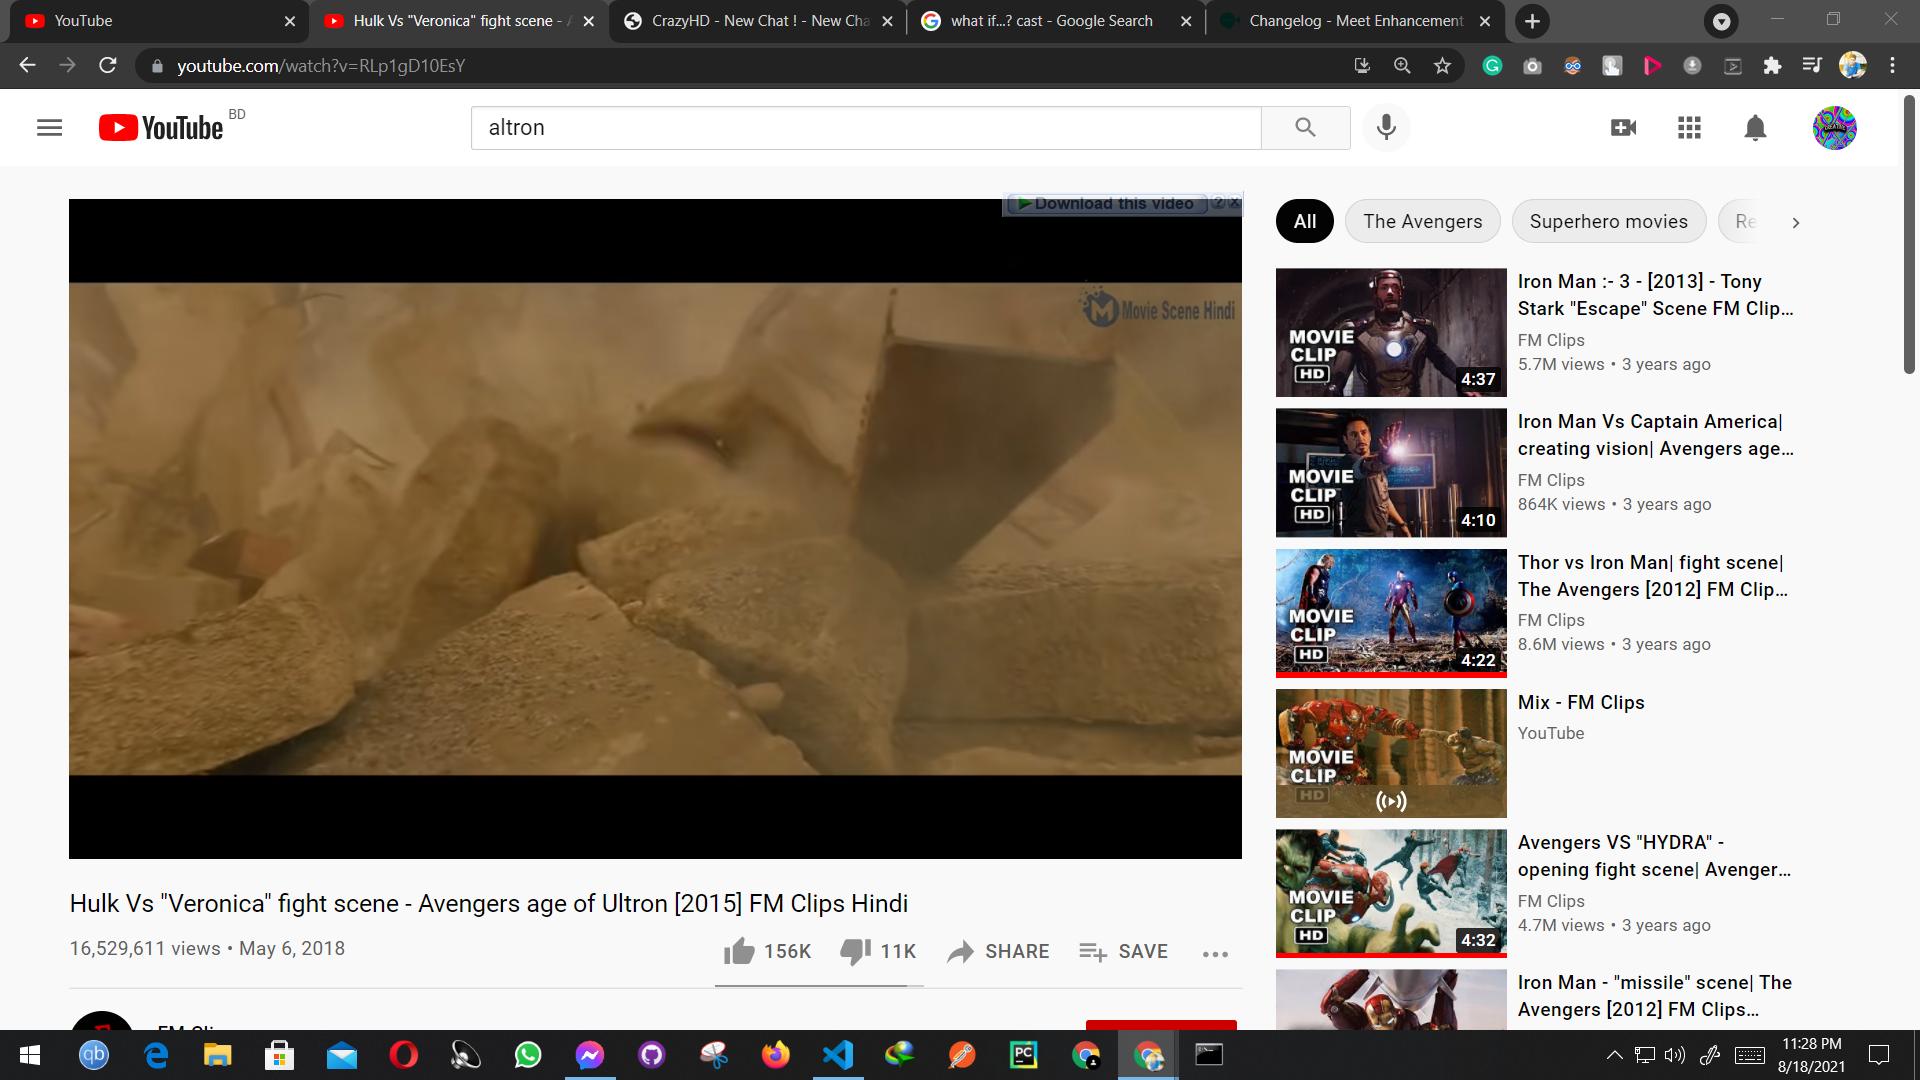 YouTube
Hulk Vs "Veronica" fight scene -
CrazyHD - New Chat ! - New Cha
what if...? cast - Google Search
Changelog - Meet Enhancement
youtube.com/watch?v=RLp1gD10EsY
YouTube BD
altron
Download this video
?
Movie Scene Hindi
All
The Avengers
Superhero movies
Re
MOVIE
CLIP
HD
4:37
Iron Man :- 3 - [2013] - Tony
Stark "Escape" Scene FM Clip...
FM Clips
5.7M views • 3 years ago
MOVIE
CLIP
HD
4:10
Iron Man Vs Captain America|
creating vision| Avengers age...
FM Clips
864K views • 3 years ago
MOVIE
CLIP
HD
4:22
Thor vs Iron Man| fight scene|
The Avengers [2012] FM Clip...
FM Clips
8.6M views • 3 years ago
MOVIE
CLIP
HD
Mix - FM Clips
YouTube
MOVIE
CLIP
HD
4:32
Avengers VS "HYDRA" -
opening fight scene| Avenger...
FM Clips
4.7M views • 3 years ago
Iron Man - "missile" scene| The
Avengers [2012] FM Clips...
Hulk Vs "Veronica" fight scene - Avengers age of Ultron [2015] FM Clips Hindi
16,529,611 views • May 6, 2018
156K
11K
SHARE
SAVE
qb
PC
11:28 PM
8/18/2021